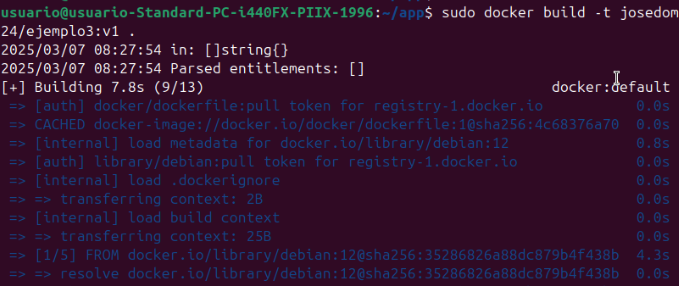 usuario@usuario-Standard-PC-i440FX-PIIX-1996:~/app$ sudo docker build -t josedom
24/ejemplo3:v1 .
2025/03/07 08:27:54 in: []string{}
2025/03/07 08:27:54 Parsed entitlements: []
[+] Building 7.8s (9/13) docker:default
=> [auth] docker/dockerfile:pull token for registry-1.docker.io 0.0s
=> CACHED docker-image://docker.io/docker/dockerfile:1@sha256:4c68376a70 0.0s
=> [internal] load metadata for docker.io/library/debian:12 0.8s
=> [auth] library/debian:pull token for registry-1.docker.io 0.0s
=> [internal] load .dockerignore 0.0s
=> => transferring context: 2B 0.0s
=> [internal] load build context 0.0s
=> => transferring context: 25B 0.0s
=> [1/5] FROM docker.io/library/debian:12@sha256:35286826a88dc879b4f438b 4.3s
=> => resolve docker.io/library/debian:12@sha256:35286826a88dc879b4f438b 0.0s